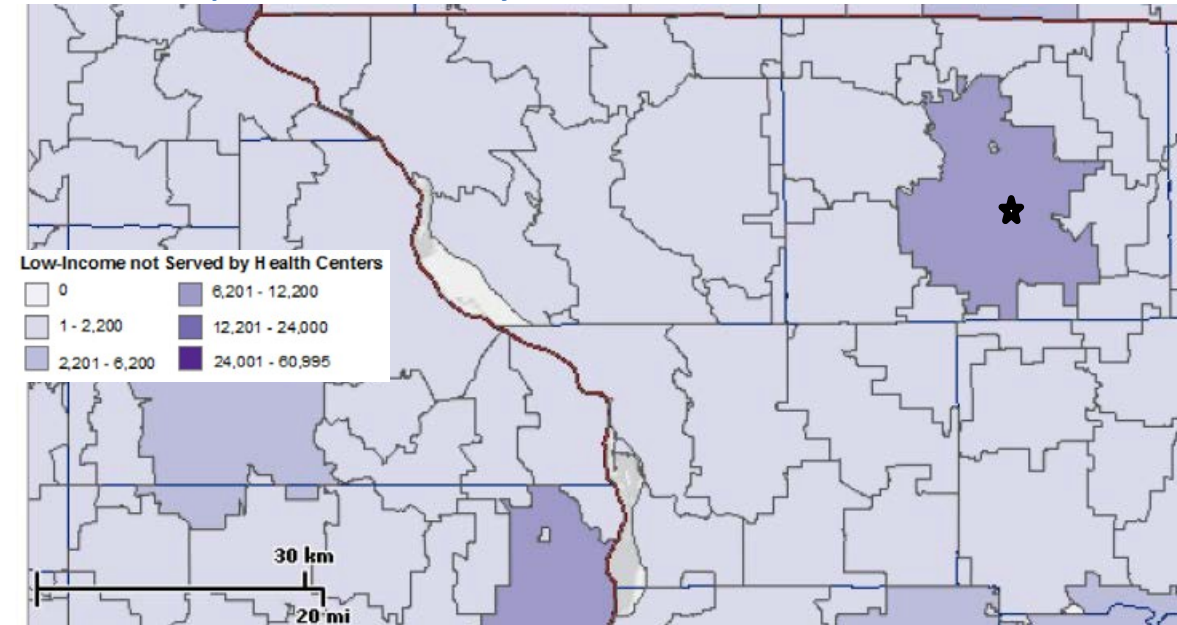 Low-Income not Served by Health Centers
0
6,201 - 12,200
1 - 2,200
12,201 - 24,000
2,201 - 6,200
24,001 - 60,995
30 km
20 mi